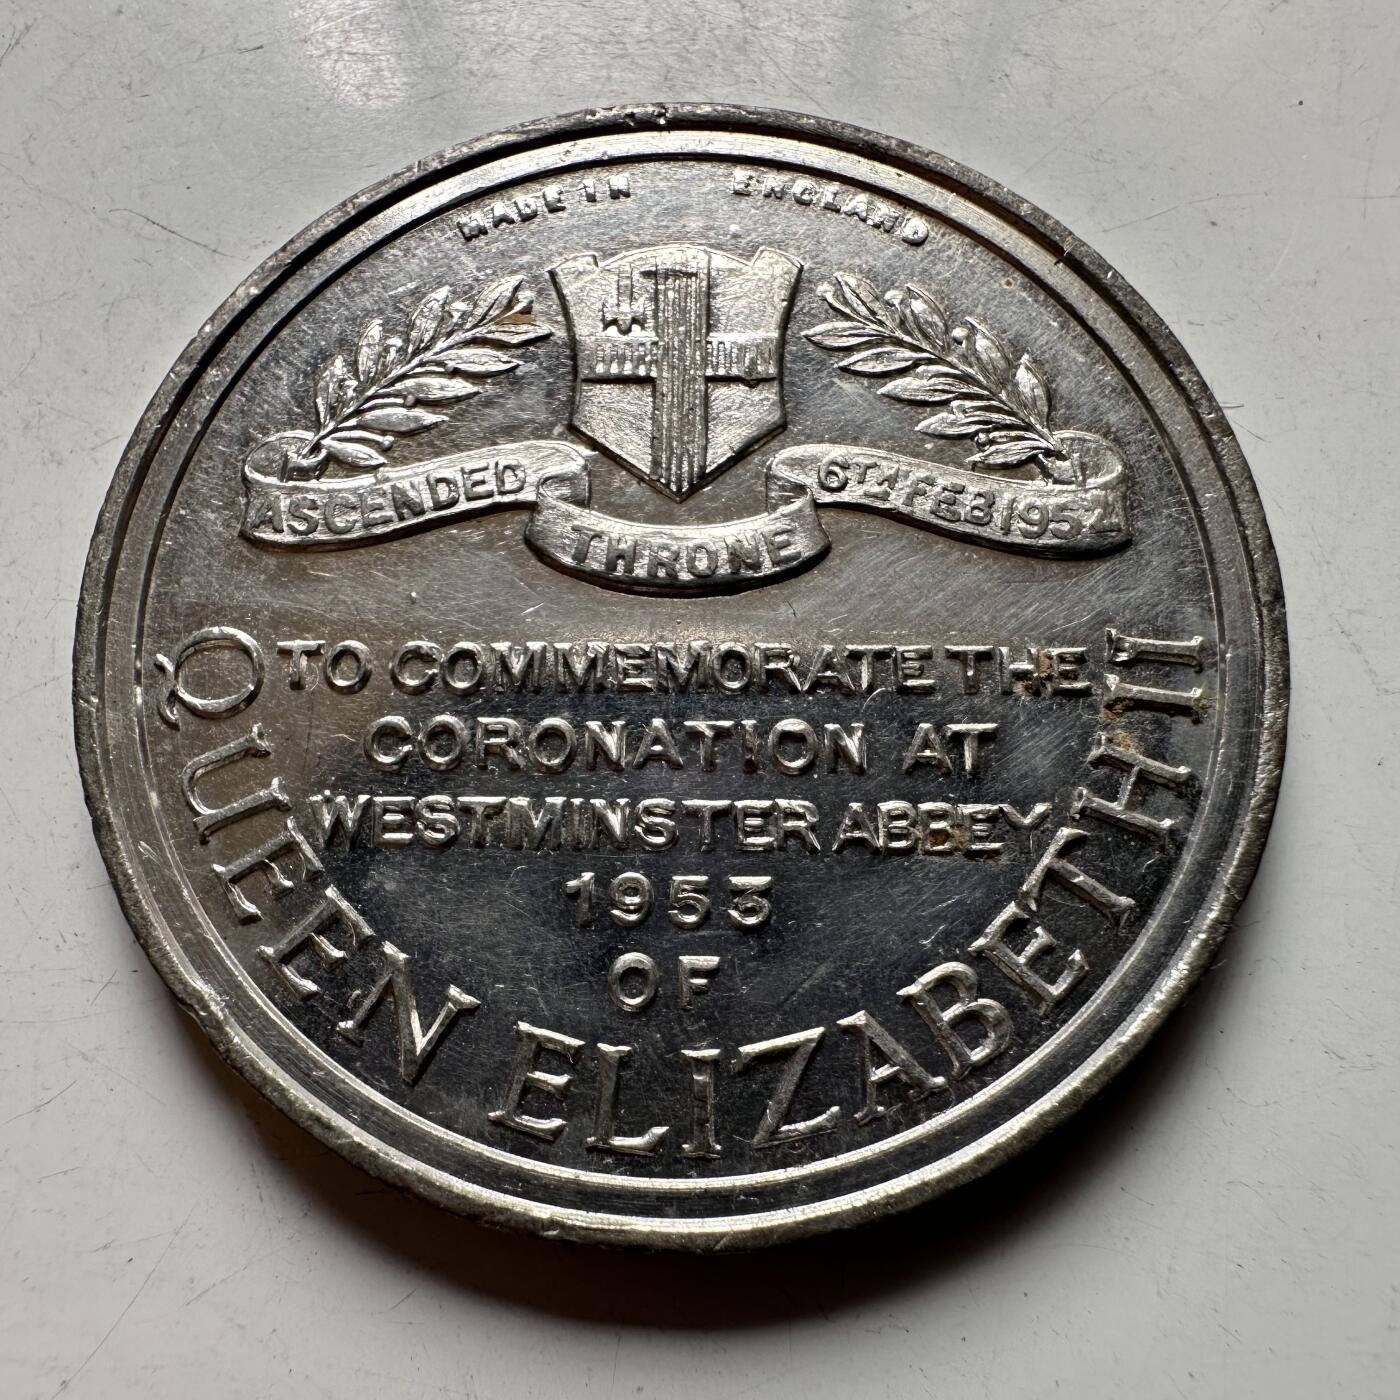 MADE IN ENGLAND
ASCENDED THRONE 6TH FEB 1952
TO COMMEMORATE THE
CORONATION AT
WESTMINSTER ABBEY
1953
OF
QUEEN ELIZABETH II